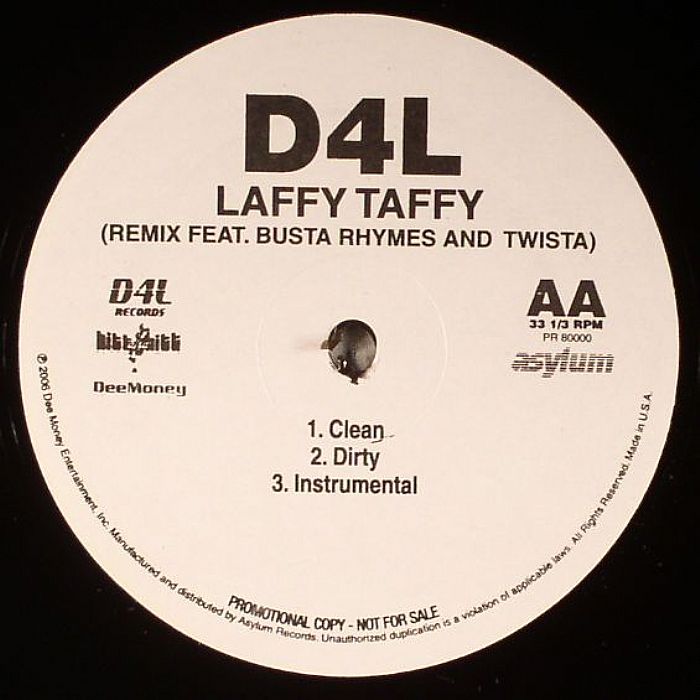 D4L
LAFFY TAFFY
(REMIX FEAT. BUSTA RHYMES AND TWISTA)
D4L
RECORDS
DeeMoney
AA
33 1/3 RPM
PR 80000
asylum
1. Clean
2. Dirty
3. Instrumental
PROMOTIONAL COPY - NOT FOR SALE
℗ 2006 Dee Money Entertainment, Inc. Manufactured and distributed by Asylum Records. Unauthorized duplication is a violation of applicable laws. All Rights Reserved. Made in U.S.A.